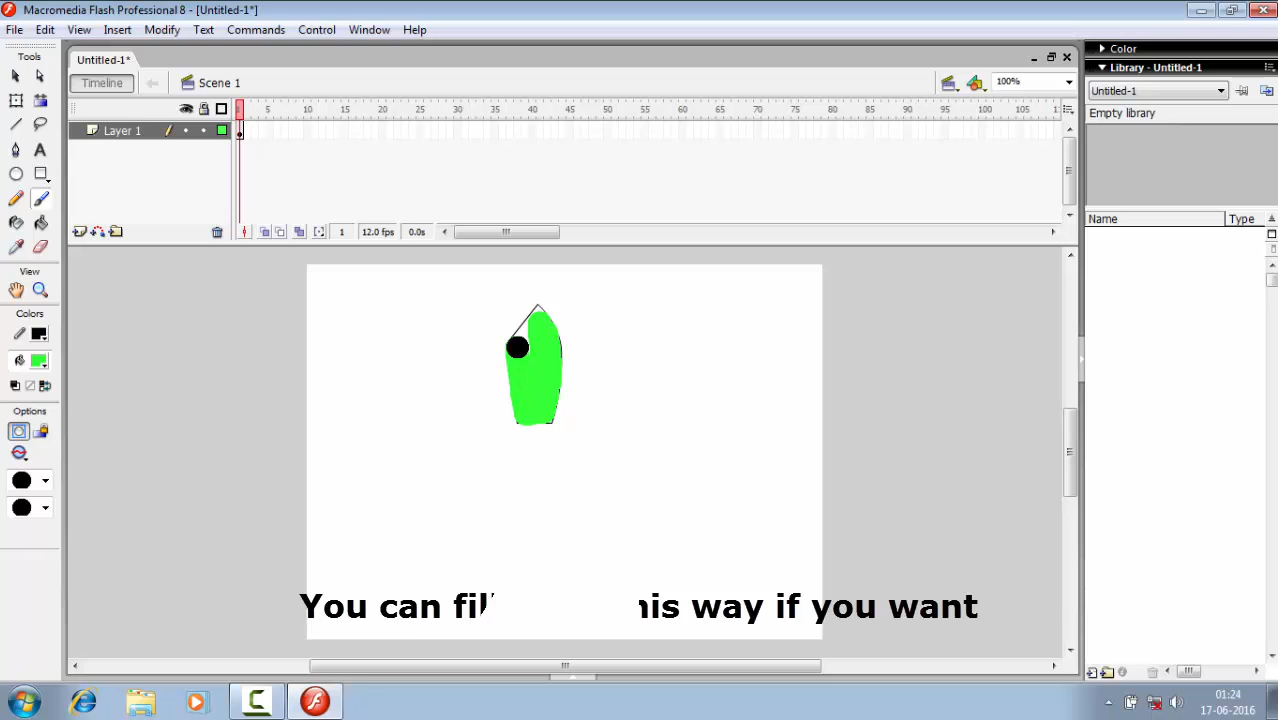 Macromedia Flash Professional 8 - [Untitled-1*]
File Edit View Insert Modify Text Commands Control Window Help
Tools
View
Colors
Options
Untitled-1*
Timeline
Scene 1
100%
5 10 15 20 25 30 35 40 45 50 55 60 65 70 75 80 85 90 95 100 105
Layer 1
1 12.0 fps 0.0s
Color
Library - Untitled-1
Untitled-1
Empty library
Name Type
You can fil his way if you want
01:24
17-06-2016